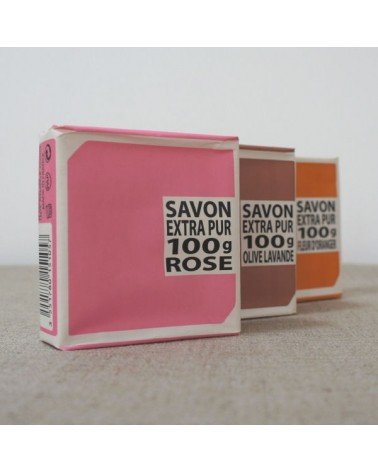 SAVON
EXTRA PUR
100g
ROSE
SAVON
EXTRA PUR
100g
OLIVE LAVANDE
SAVON
EXTRA PUR
100g
FLEUR D'ORANGER